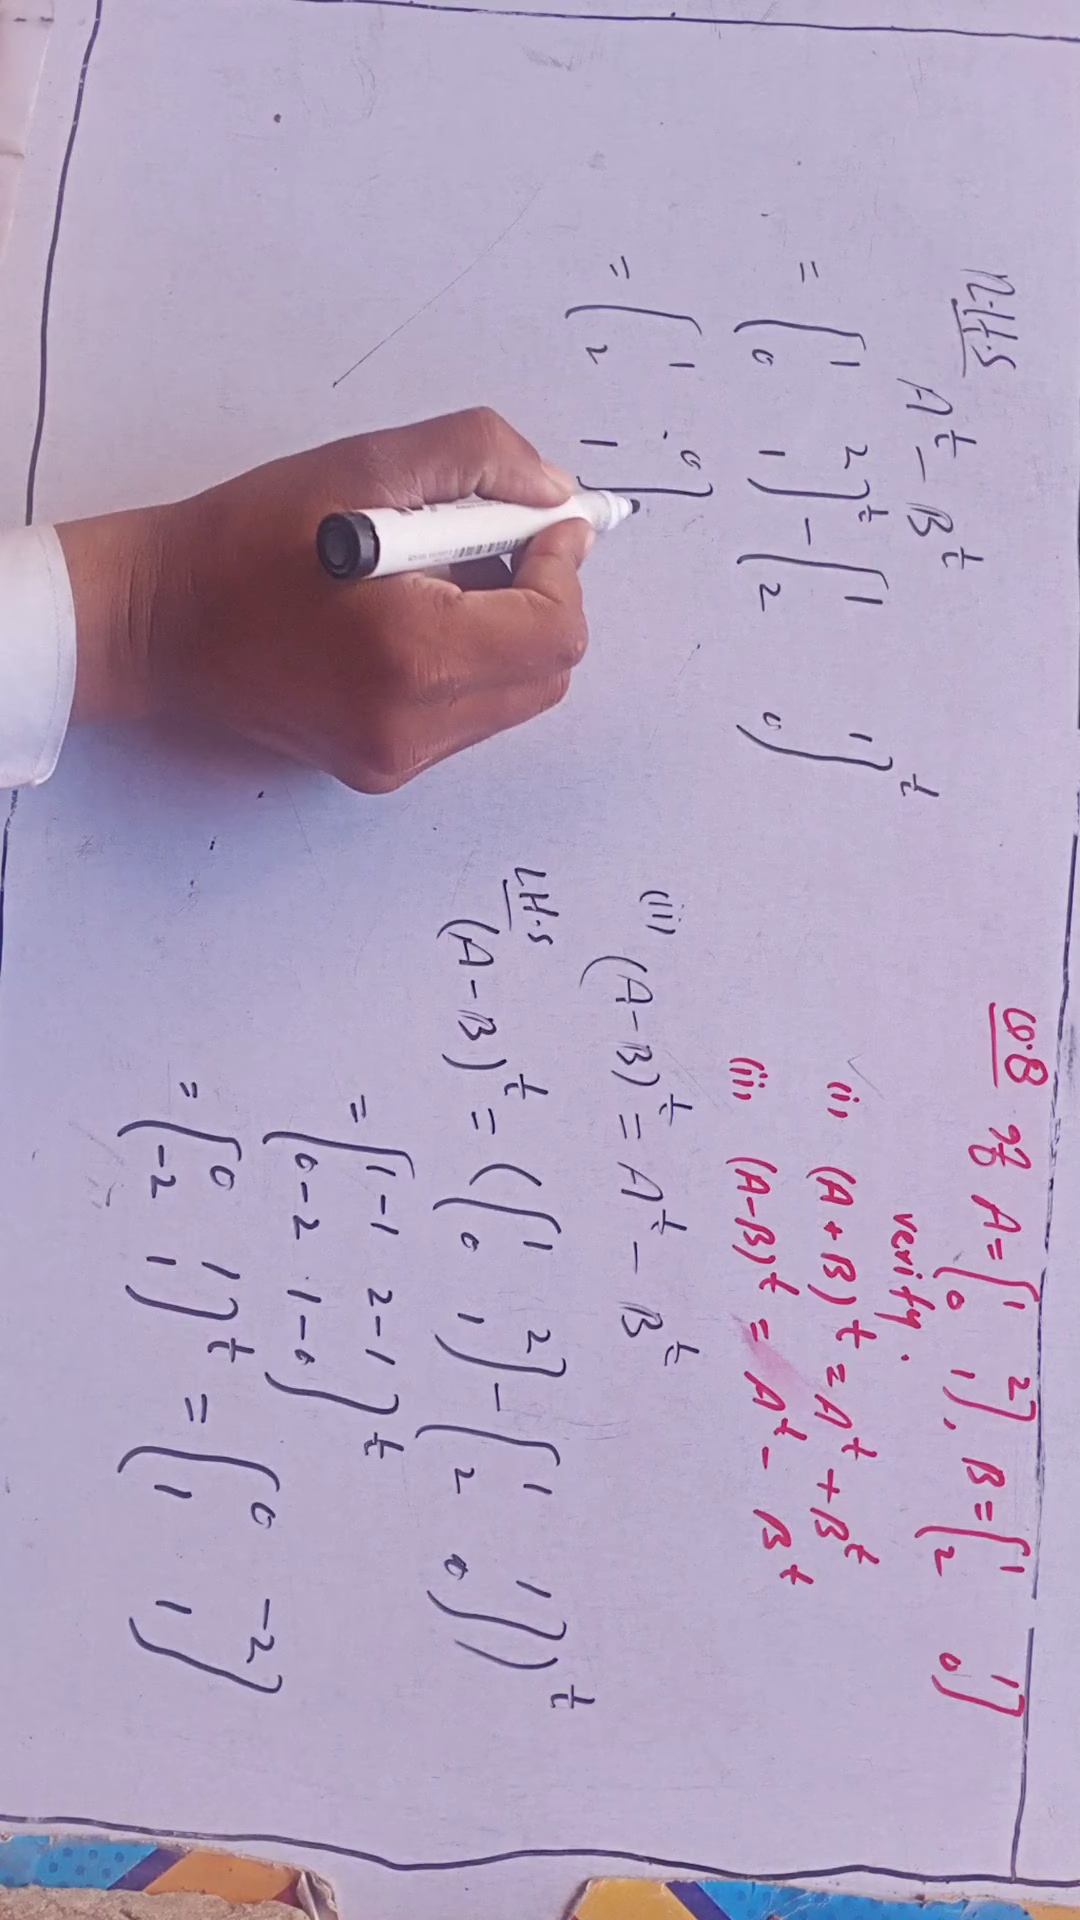 Q.8 If A = [1 2; 0 1], B = [1 1; 2 0]
verify.
(i) (A + B)^t = A^t + B^t
(ii) (A-B)^t = A^t - B^t
(ii) (A-B)^t = A^t - B^t
L.H.S
(A-B)^t = ([1 2; 0 1] - [1 1; 2 0])^t
= [1-1 2-1; 0-2 1-0]^t
= [0 1; -2 1]^t = [0 -2; 1 1]
R.H.S
A^t - B^t
= [1 2; 0 1]^t - [1 1; 2 0]^t
= [1 0; 2 1]